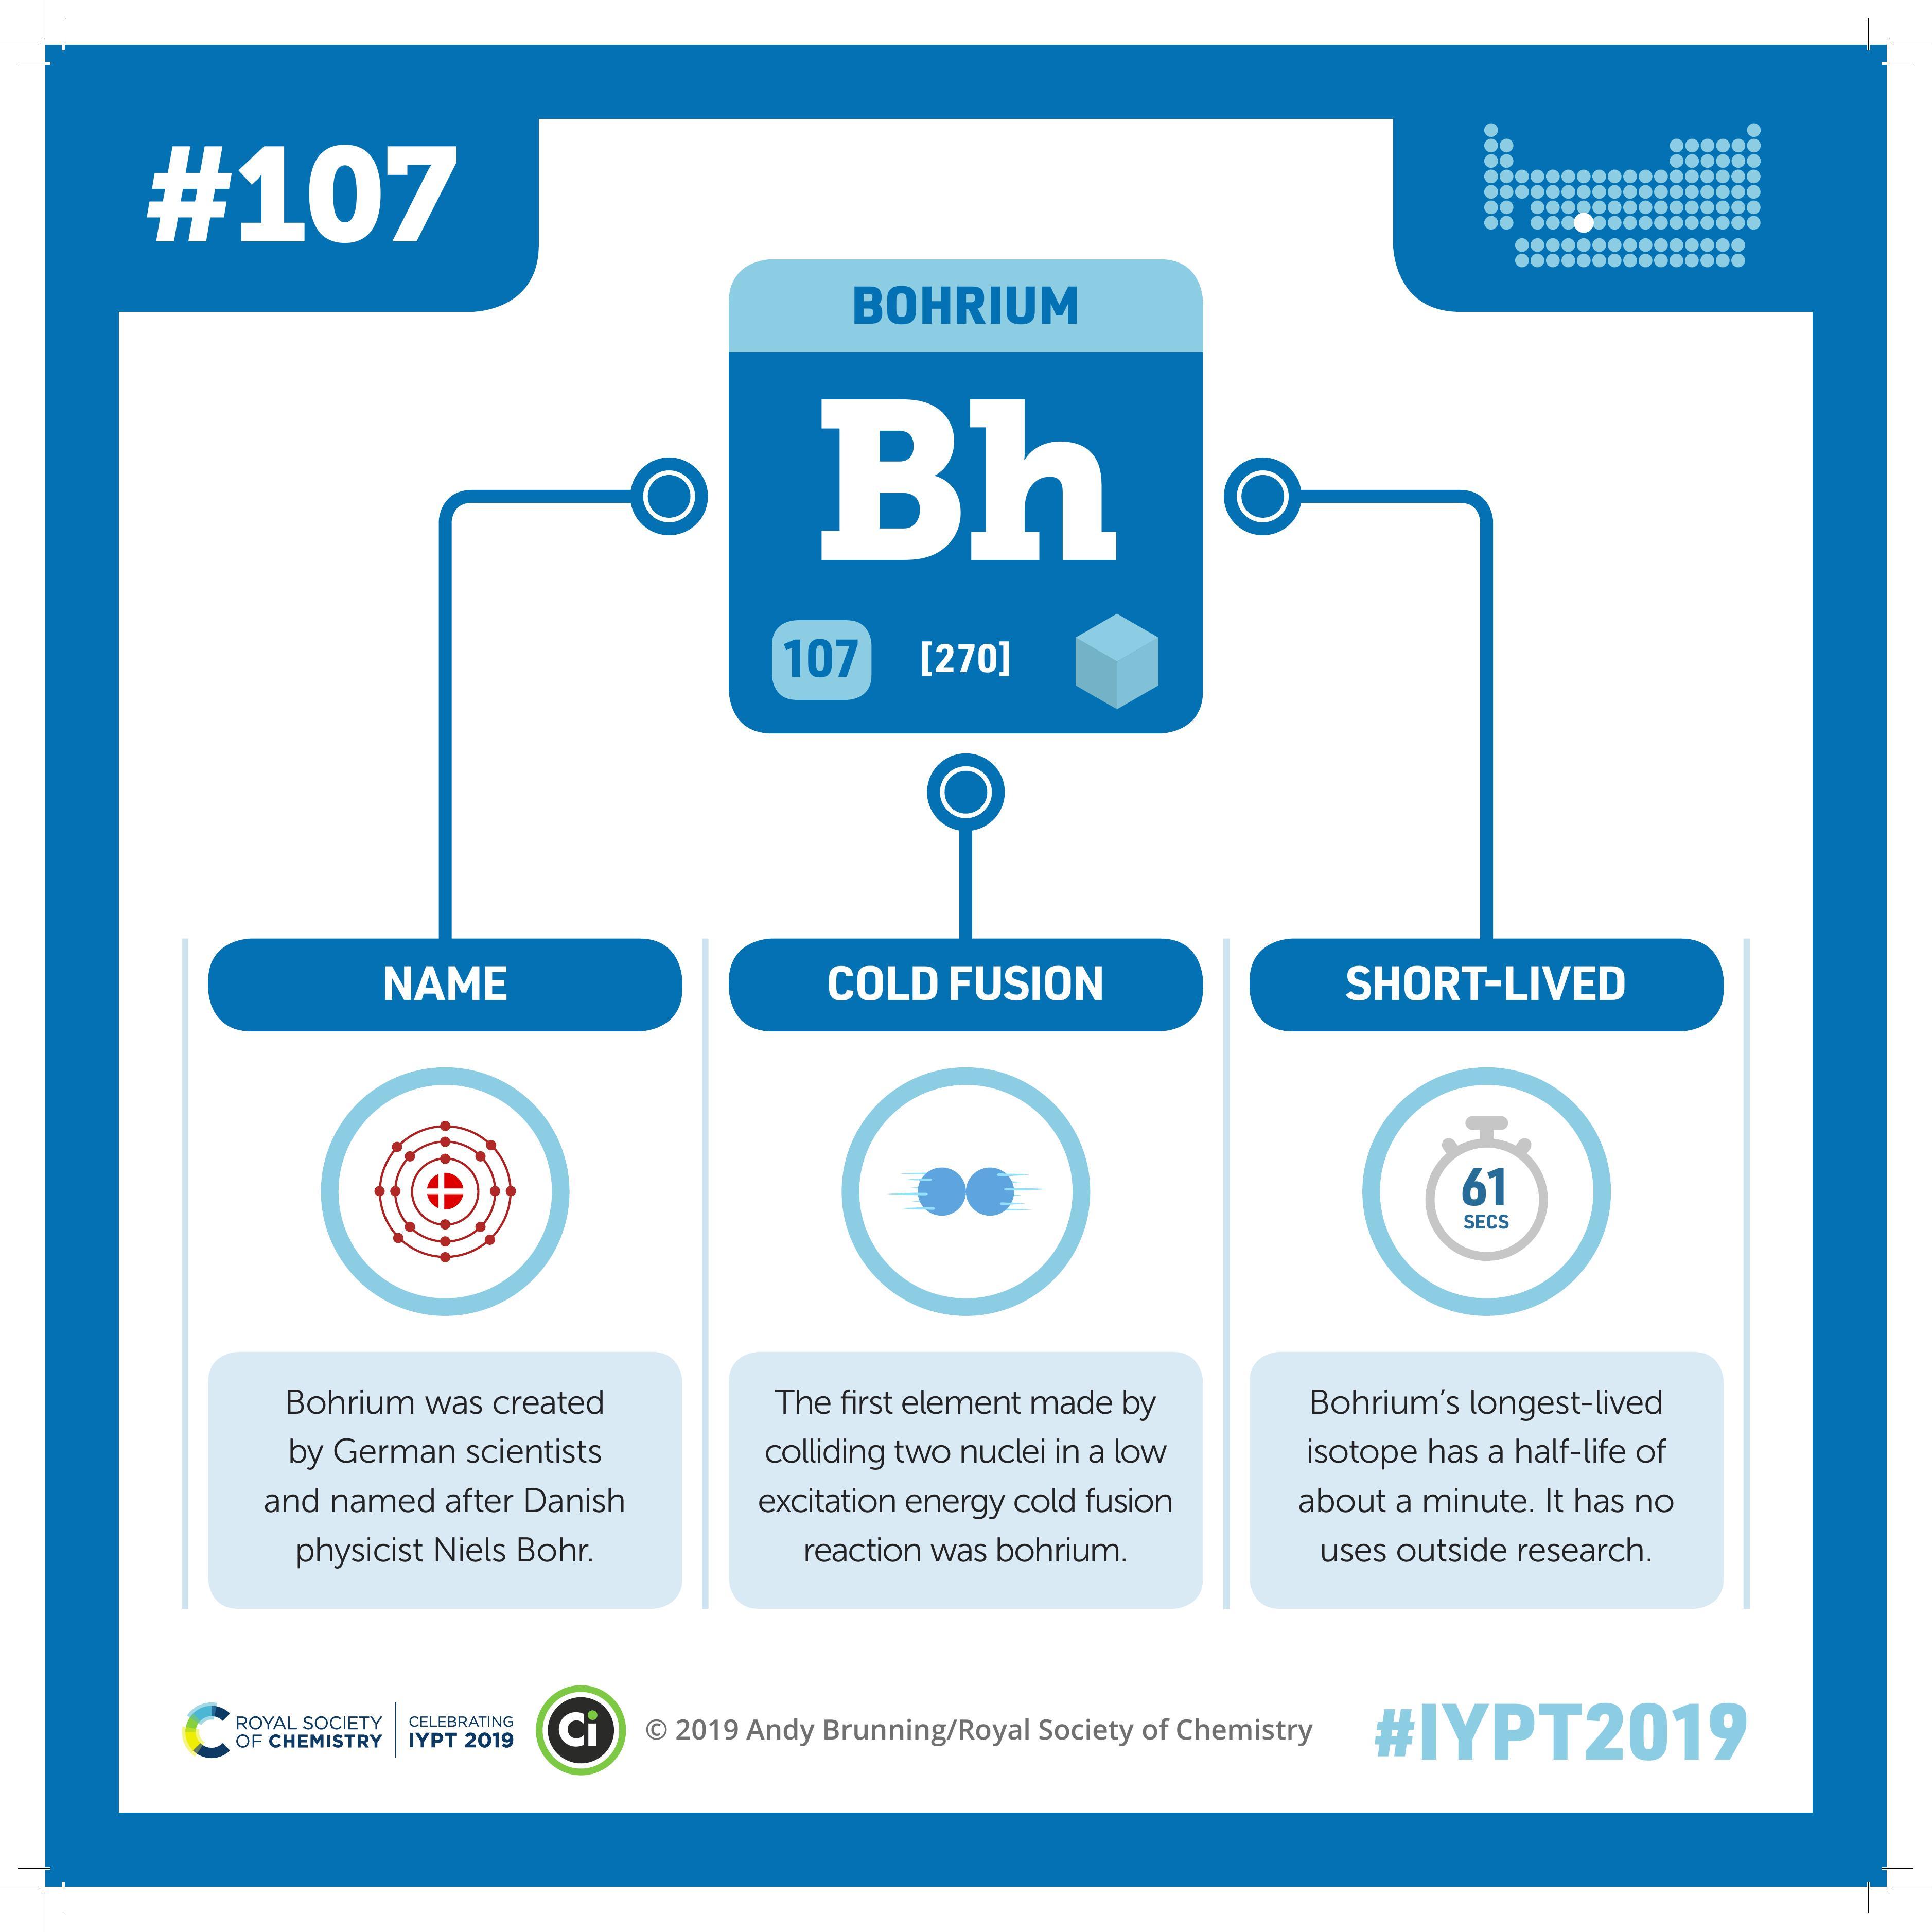 #107
BOHRIUM
Bh
107 [270]
NAME
COLD FUSION
SHORT-LIVED
61
SECS
Bohrium was created
by German scientists
and named after Danish
physicist Niels Bohr.
The first element made by
colliding two nuclei in a low
excitation energy cold fusion
reaction was bohrium.
Bohrium's longest-lived
isotope has a half-life of
about a minute. It has no
uses outside research.
ROYAL SOCIETY
OF CHEMISTRY
CELEBRATING
IYPT 2019
Ci
© 2019 Andy Brunning/Royal Society of Chemistry
#IYPT2019